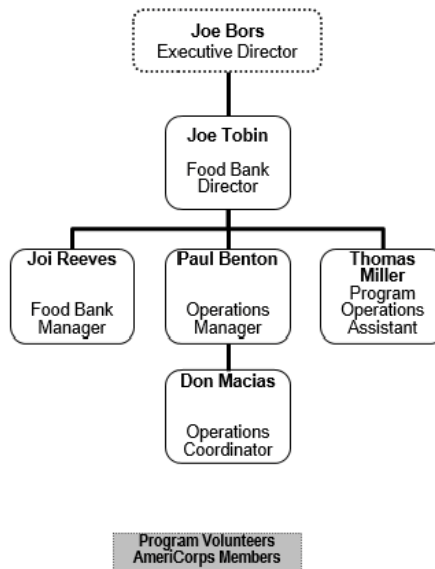 Joe Bors
Executive Director
Joe Tobin
Food Bank
Director
Joi Reeves
Food Bank
Manager
Paul Benton
Operations
Manager
Thomas
Miller
Program
Operations
Assistant
Don Macias
Operations
Coordinator
Program Volunteers
AmeriCorps Members